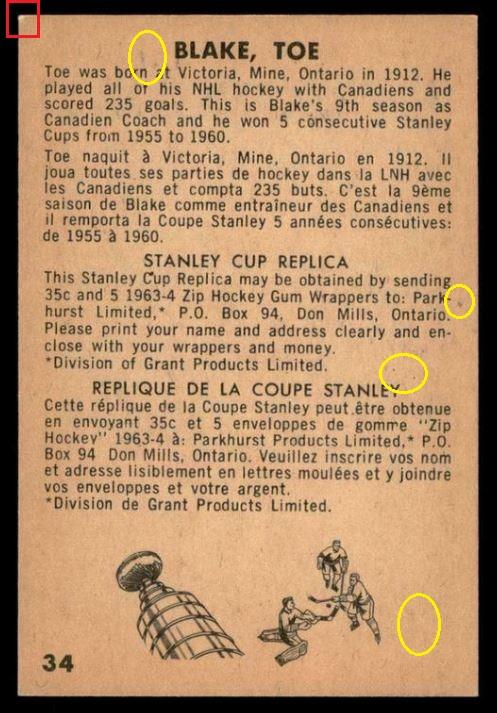 BLAKE, TOE
Toe was born at Victoria, Mine, Ontario in 1912. He
played all of his NHL hockey with Canadiens and
scored 235 goals. This is Blake's 9th season as
Canadien Coach and he won 5 consecutive Stanley
Cups from 1955 to 1960.
Toe naquit à Victoria, Mine, Ontario en 1912. Il
joua toutes ses parties de hockey dans la LNH avec
les Canadiens et compta 235 buts. C'est la 9ème
saison de Blake comme entraîneur des Canadiens et
il remporta la Coupe Stanley 5 années consécutives:
de 1955 à 1960.
STANLEY CUP REPLICA
This Stanley Cup Replica may be obtained by sending
35c and 5 1963-4 Zip Hockey Gum Wrappers to: Park-
hurst Limited,* P.O. Box 94, Don Mills, Ontario.
Please print your name and address clearly and en-
close with your wrappers and money.
*Division of Grant Products Limited.
REPLIQUE DE LA COUPE STANLEY
Cette réplique de la Coupe Stanley peut être obtenue
en envoyant 35c et 5 enveloppes de gomme "Zip
Hockey" 1963-4 à: Parkhurst Products Limited,* P.O.
Box 94 Don Mills, Ontario. Veuillez inscrire vos nom
et adresse lisiblement en lettres moulées et y joindre
vos enveloppes et votre argent.
*Division de Grant Products Limited.
34